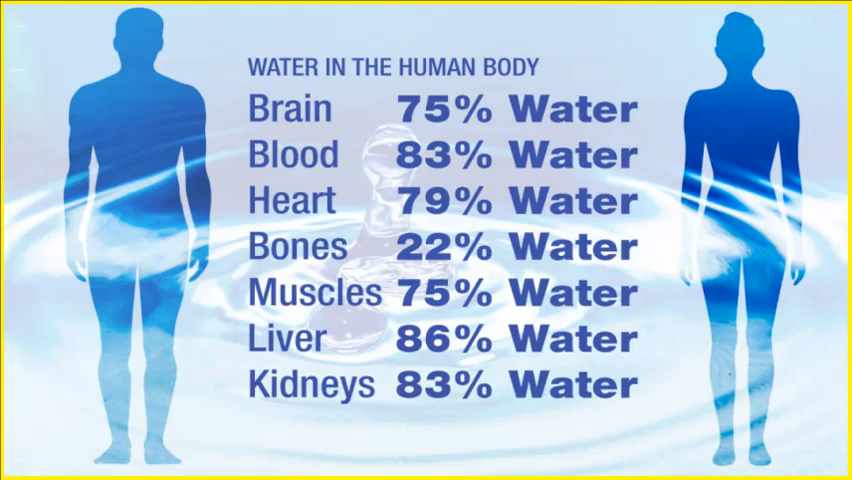 WATER IN THE HUMAN BODY
Brain 75% Water
Blood 83% Water
Heart 79% Water
Bones 22% Water
Muscles 75% Water
Liver 86% Water
Kidneys 83% Water